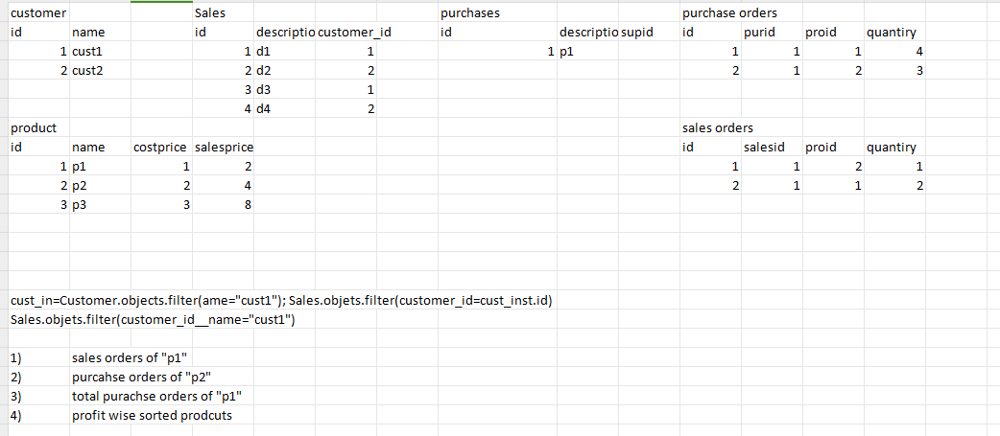 customer Sales purchases purchase orders
id name id descriptio customer_id id descriptio supid id purid proid quantiry
1 cust1 1 d1 1 1 p1 1 1 1 4
2 cust2 2 d2 2 2 1 2 3
3 d3 1
4 d4 2
product sales orders
id name costprice salesprice id salesid proid quantiry
1 p1 1 2 1 1 2 1
2 p2 2 4 2 1 1 2
3 p3 3 8
cust_in=Customer.objects.filter(ame="cust1"); Sales.objets.filter(customer_id=cust_inst.id)
Sales.objets.filter(customer_id__name="cust1")
1) sales orders of "p1"
2) purcahse orders of "p2"
3) total purachse orders of "p1"
4) profit wise sorted prodcuts